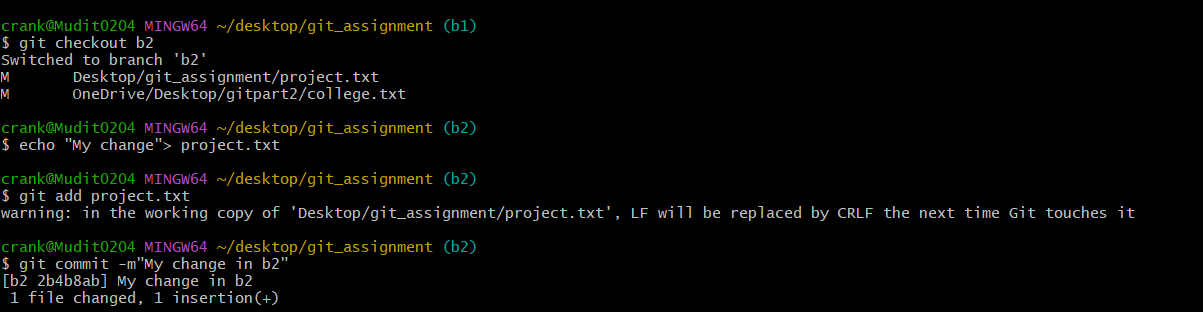 crank@Mudit0204 MINGW64 ~/desktop/git_assignment (b1)
$ git checkout b2
Switched to branch 'b2'
M       Desktop/git_assignment/project.txt
M       OneDrive/Desktop/gitpart2/college.txt
crank@Mudit0204 MINGW64 ~/desktop/git_assignment (b2)
$ echo "My change"> project.txt
crank@Mudit0204 MINGW64 ~/desktop/git_assignment (b2)
$ git add project.txt
warning: in the working copy of 'Desktop/git_assignment/project.txt', LF will be replaced by CRLF the next time Git touches it
crank@Mudit0204 MINGW64 ~/desktop/git_assignment (b2)
$ git commit -m"My change in b2"
[b2 2b4b8ab] My change in b2
 1 file changed, 1 insertion(+)